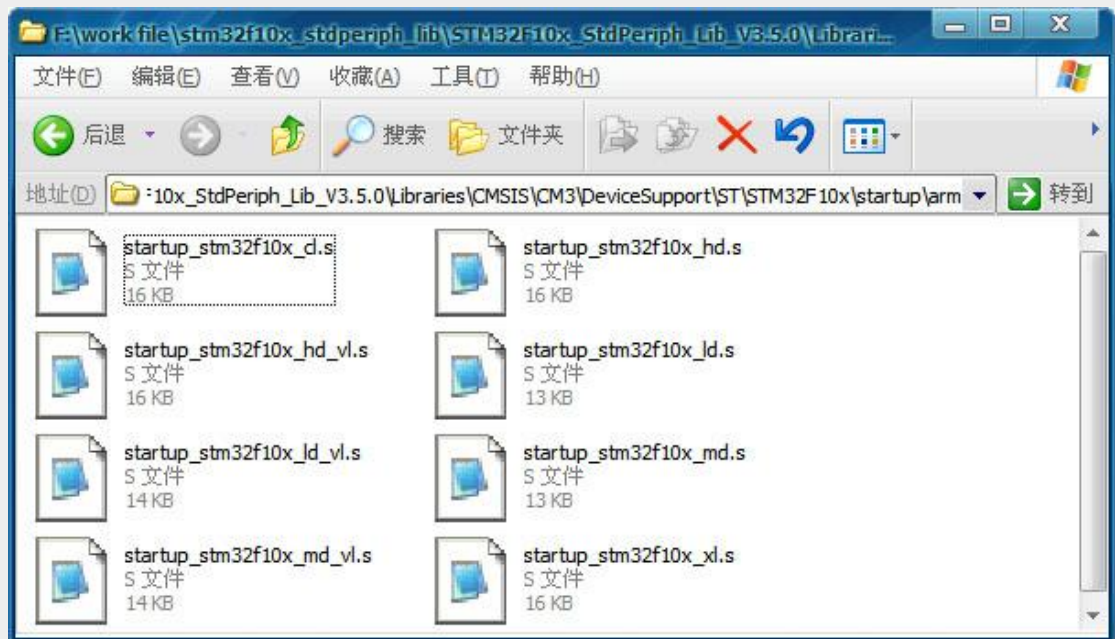 F:\work file\stm32f10x_stdperiph_lib\STM32F10x_StdPeriph_Lib_V3.5.0\Librari...
文件(F) 编辑(E) 查看(V) 收藏(A) 工具(T) 帮助(H)
后退 搜索 文件夹
地址(D) F10x_StdPeriph_Lib_V3.5.0\Libraries\CMSIS\CM3\DeviceSupport\ST\STM32F10x\startup\arm 转到
startup_stm32f10x_cl.s
S 文件
16 KB
startup_stm32f10x_hd.s
S 文件
16 KB
startup_stm32f10x_hd_vl.s
S 文件
16 KB
startup_stm32f10x_ld.s
S 文件
13 KB
startup_stm32f10x_ld_vl.s
S 文件
14 KB
startup_stm32f10x_md.s
S 文件
13 KB
startup_stm32f10x_md_vl.s
S 文件
14 KB
startup_stm32f10x_xl.s
S 文件
16 KB